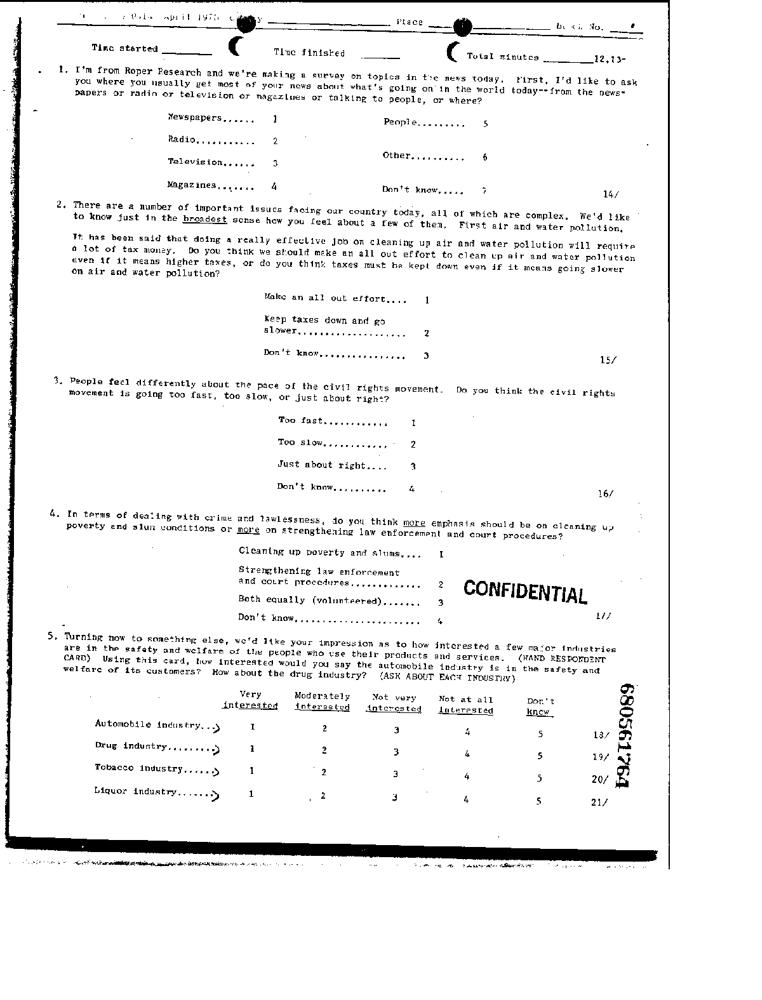 April 1978 Place No.
Time started ______ Time finished ______ Total minutes ______12,13-
1. I'm from Roper Research and we're making a survey on topics in the news today. First, I'd like to ask
you where you usually get most of your news about what's going on in the world today--from the news-
papers or radio or television or magazines or talking to people, or where?
Newspapers...... 1 People......... 5
Radio........... 2
Other.......... 6
Television...... 3
Magazines....... 4 Don't know..... 7 14/
2. There are a number of important issues facing our country today, all of which are complex. We'd like
to know just in the broadest sense how you feel about a few of them. First air and water pollution.
It has been said that doing a really effective job on cleaning up air and water pollution will require
a lot of tax money. Do you think we should make an all out effort to clean up air and water pollution
even if it means higher taxes, or do you think taxes must be kept down even if it means going slower
on air and water pollution?
Make an all out effort.... 1
Keep taxes down and go
slower.................... 2
Don't know................ 3 15/
3. People feel differently about the pace of the civil rights movement. Do you think the civil rights
movement is going too fast, too slow, or just about right?
Too fast............ 1
Too slow............ 2
Just about right.... 3
Don't know.......... 4 16/
4. In terms of dealing with crime and lawlessness, do you think more emphasis should be on cleaning up
poverty and slum conditions or more on strengthening law enforcement and court procedures?
Cleaning up poverty and slums.... 1
Strengthening law enforcement
and court procedures............. 2
CONFIDENTIAL
Both equally (volunteered)....... 3
Don't know....................... 4 17/
5. Turning now to something else, we'd like your impression as to how interested a few major industries
are in the safety and welfare of the people who use their products and services. (HAND RESPONDENT
CARD) Using this card, how interested would you say the automobile industry is in the safety and
welfare of its customers? How about the drug industry? (ASK ABOUT EACH INDUSTRY)
Very Moderately Not very Not at all Don't
interested interested interested interested know
Automobile industry... 1 2 3 4 5 18/
Drug industry......... 1 2 3 4 5 19/
Tobacco industry...... 1 2 3 4 5 20/
Liquor industry....... 1 2 3 4 5 21/
680561764